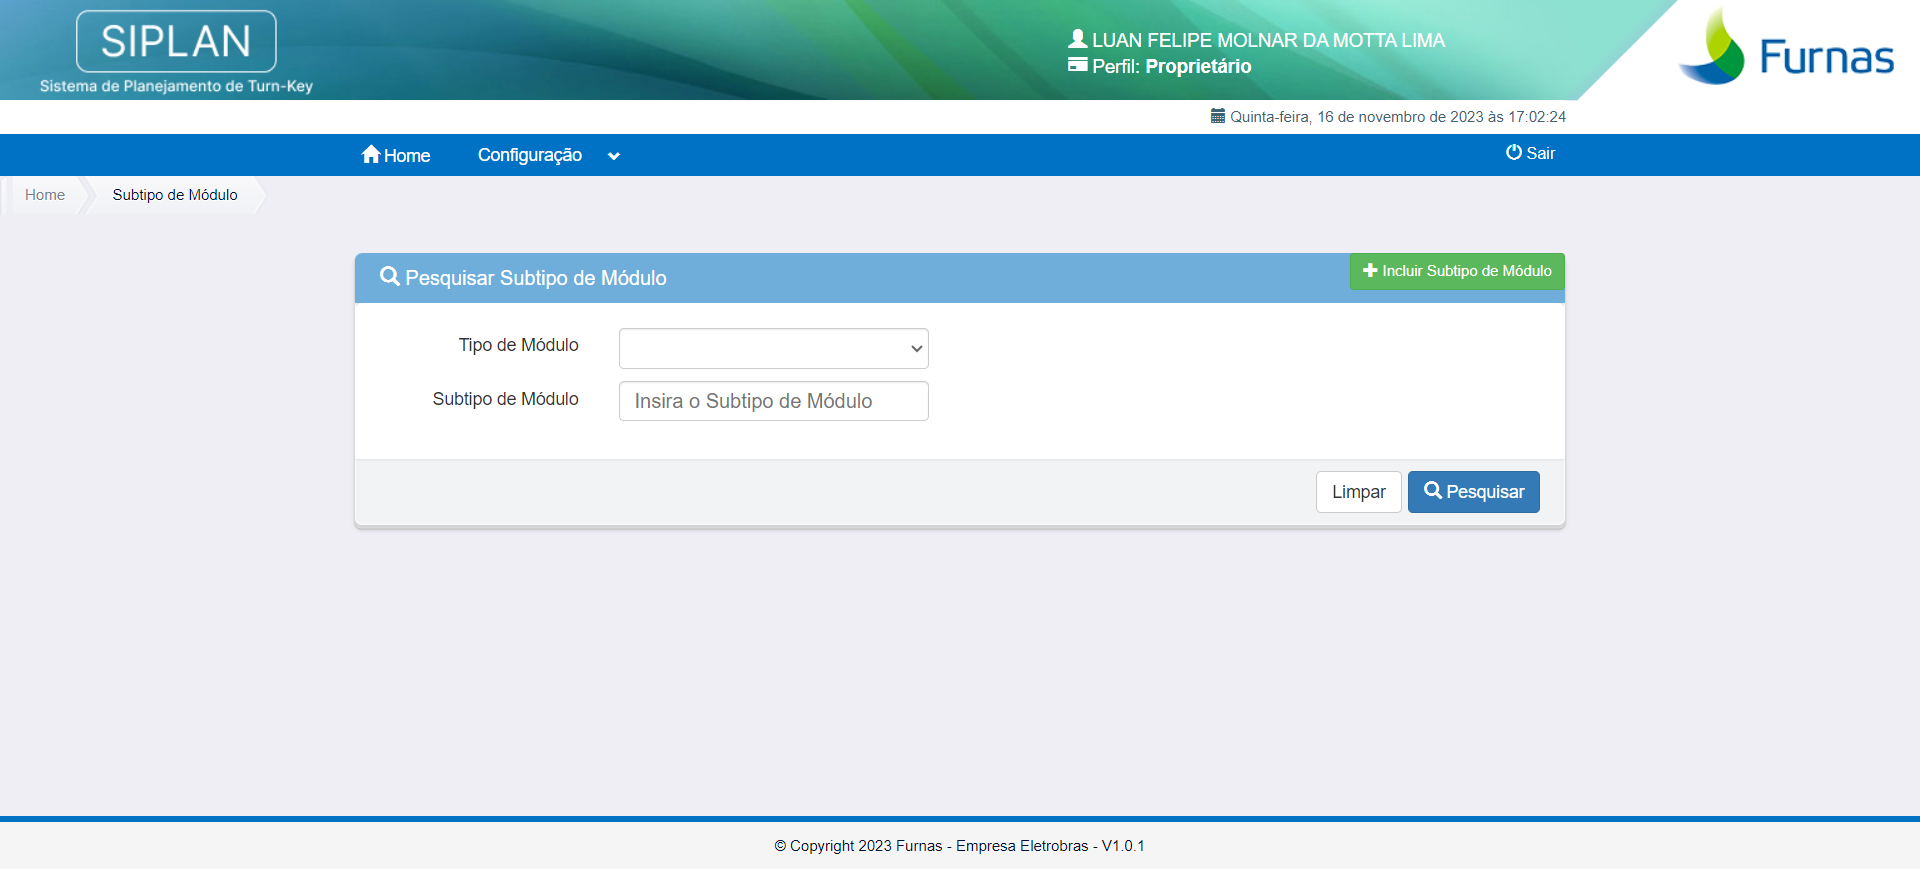 SIPLAN
Sistema de Planejamento de Turn-Key
LUAN FELIPE MOLNAR DA MOTTA LIMA
Perfil: Proprietário
Furnas
Quinta-feira, 16 de novembro de 2023 às 17:02:24
Home Configuração Sair
Home Subtipo de Módulo
Pesquisar Subtipo de Módulo Incluir Subtipo de Módulo
Tipo de Módulo
Subtipo de Módulo Insira o Subtipo de Módulo
Limpar Pesquisar
© Copyright 2023 Furnas - Empresa Eletrobras - V1.0.1